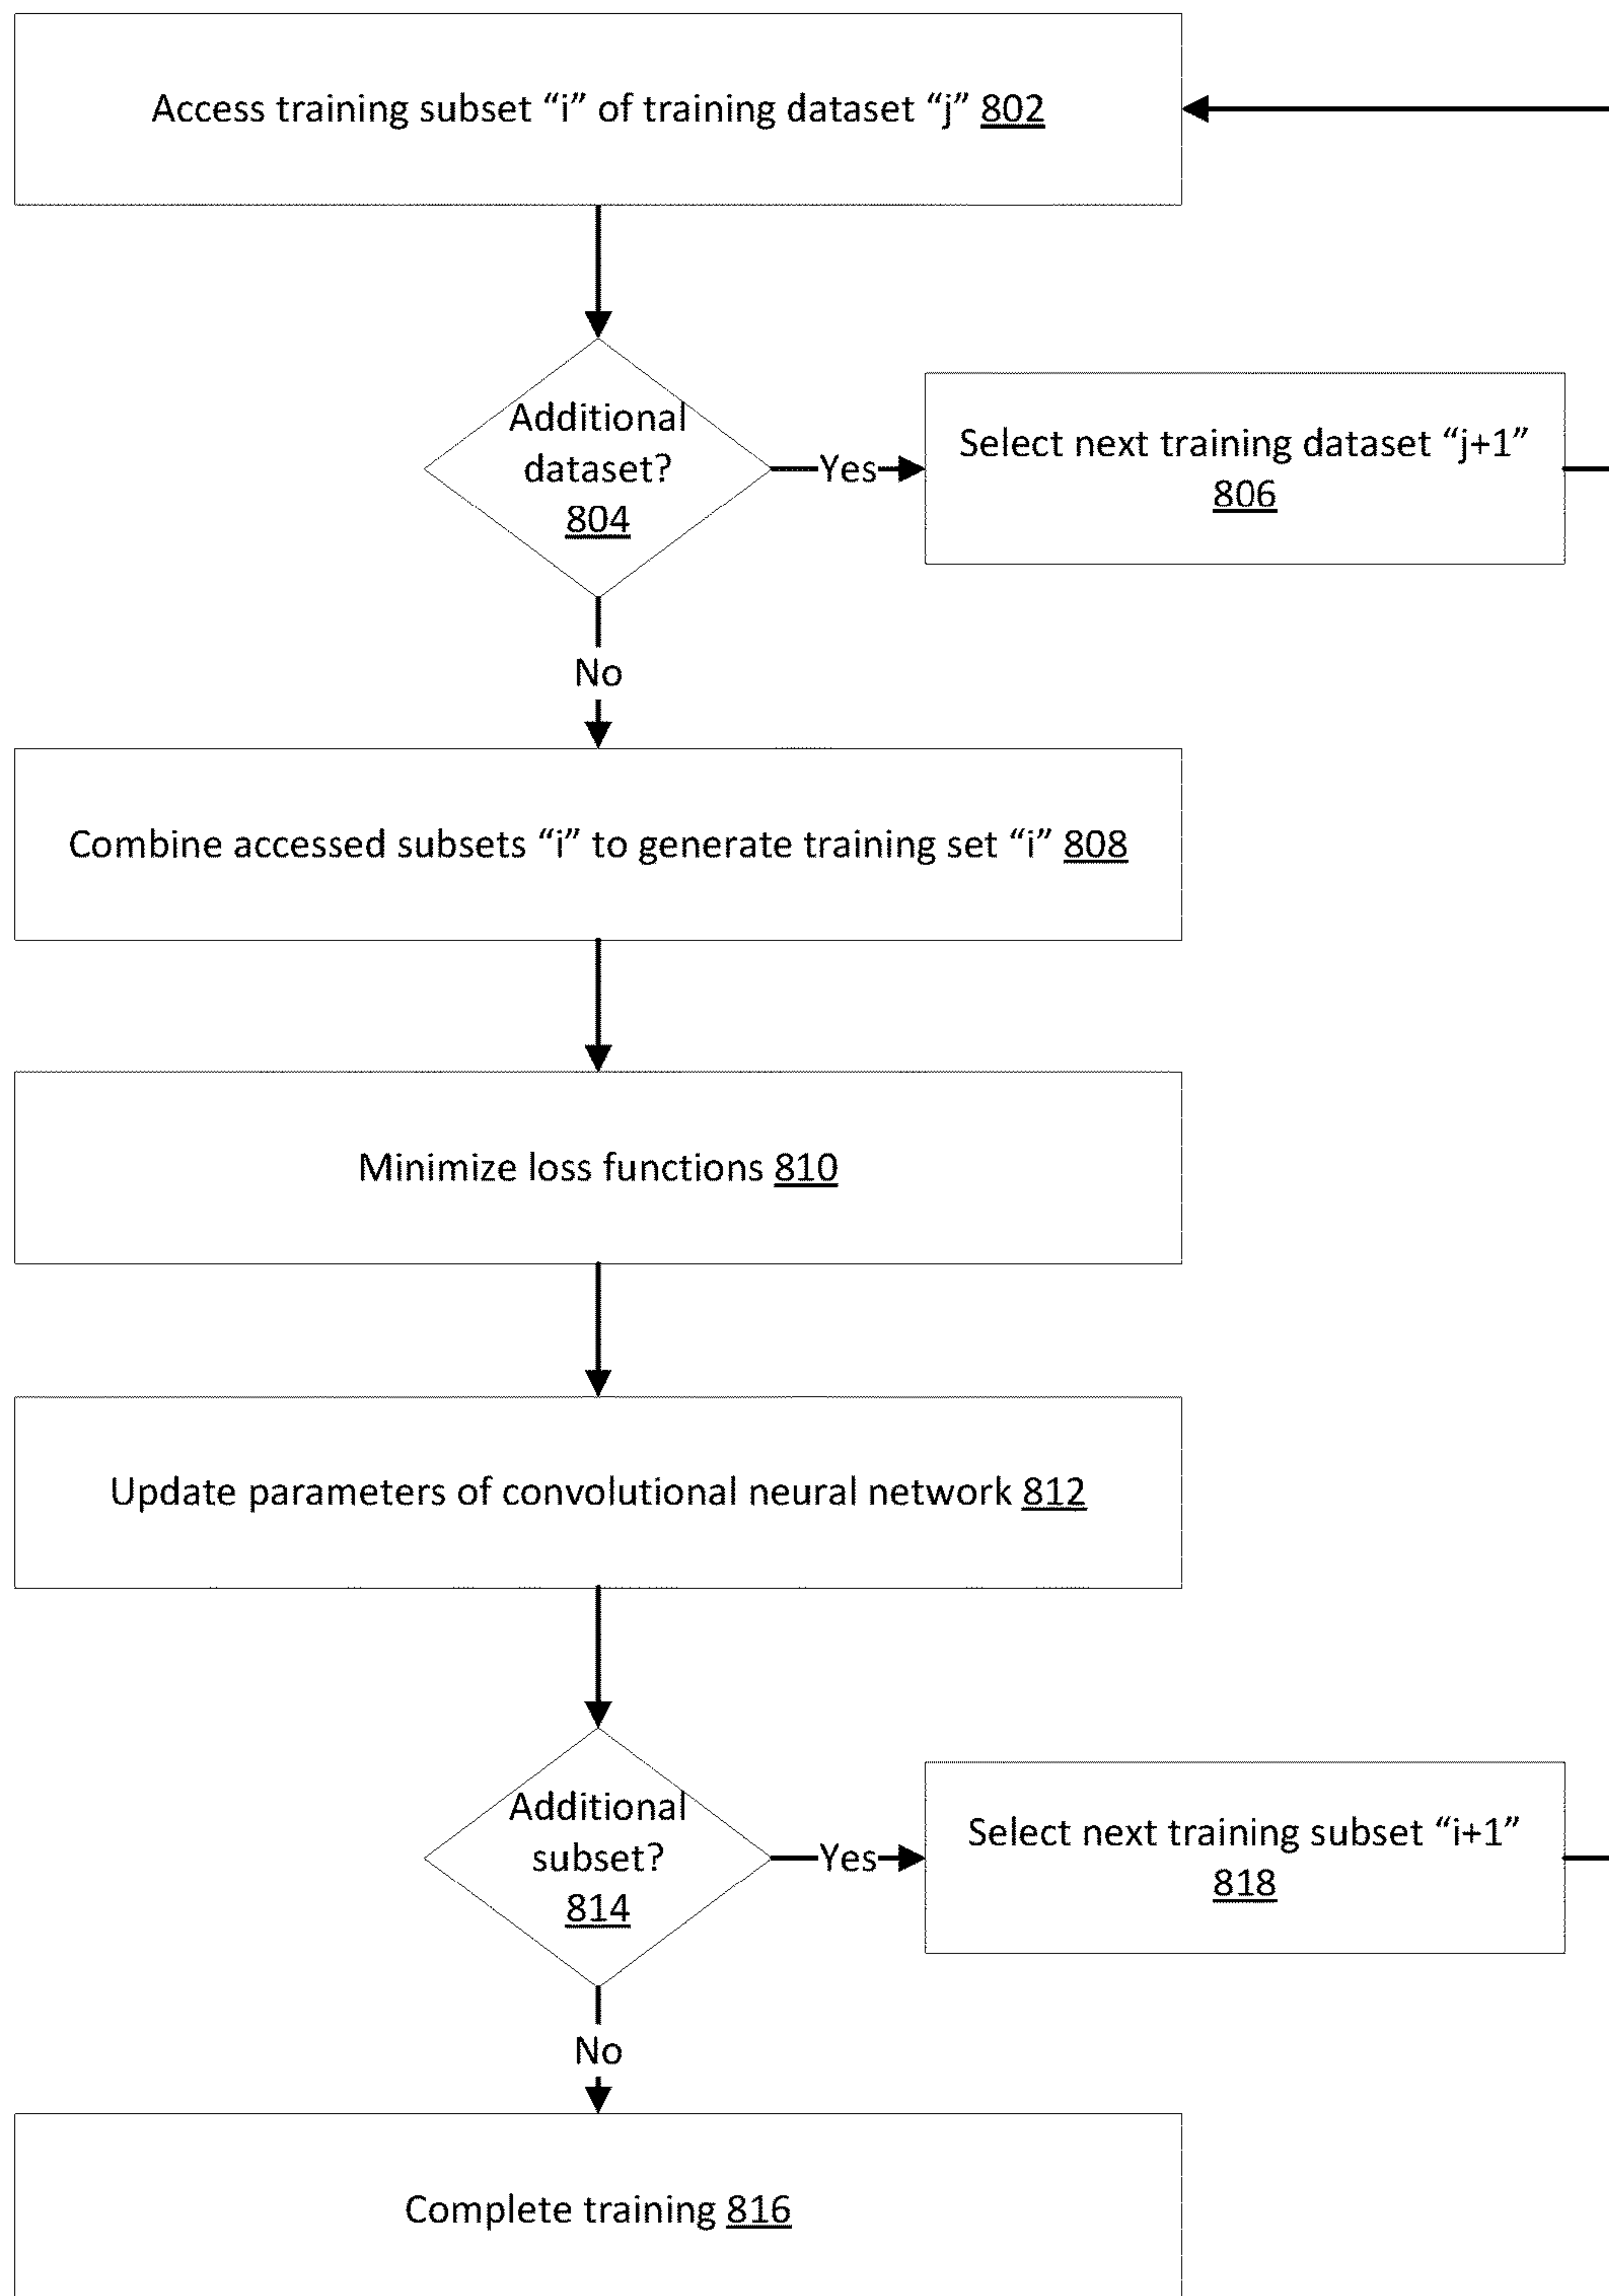 Access training subset “i” of training dataset “j” 802
Additional
dataset?
804
Yes
Select next training dataset “j+1”
806
No
Combine accessed subsets “i” to generate training set “i” 808
Minimize loss functions 810
Update parameters of convolutional neural network 812
Additional
subset?
814
Yes
Select next training subset “i+1”
818
No
Complete training 816